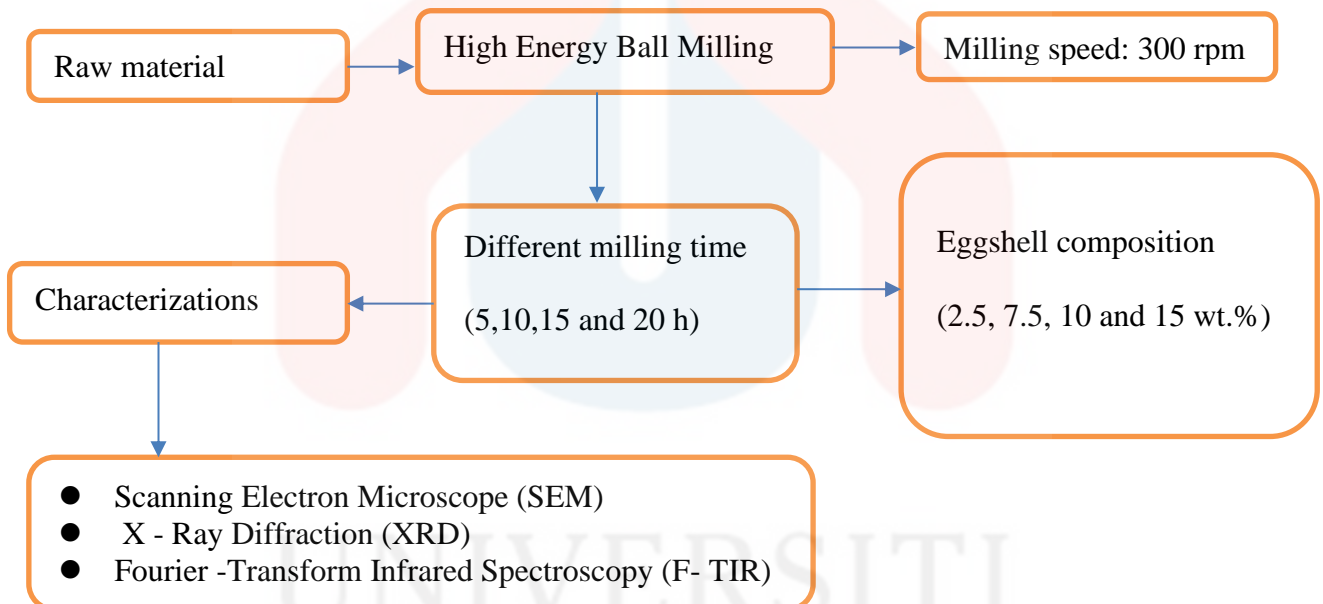 Raw material
High Energy Ball Milling
Milling speed: 300 rpm
Different milling time
(5,10,15 and 20 h)
Eggshell composition
(2.5, 7.5, 10 and 15 wt.%)
Characterizations
● Scanning Electron Microscope (SEM)
● X - Ray Diffraction (XRD)
● Fourier -Transform Infrared Spectroscopy (F- TIR)
UNIVERSITI